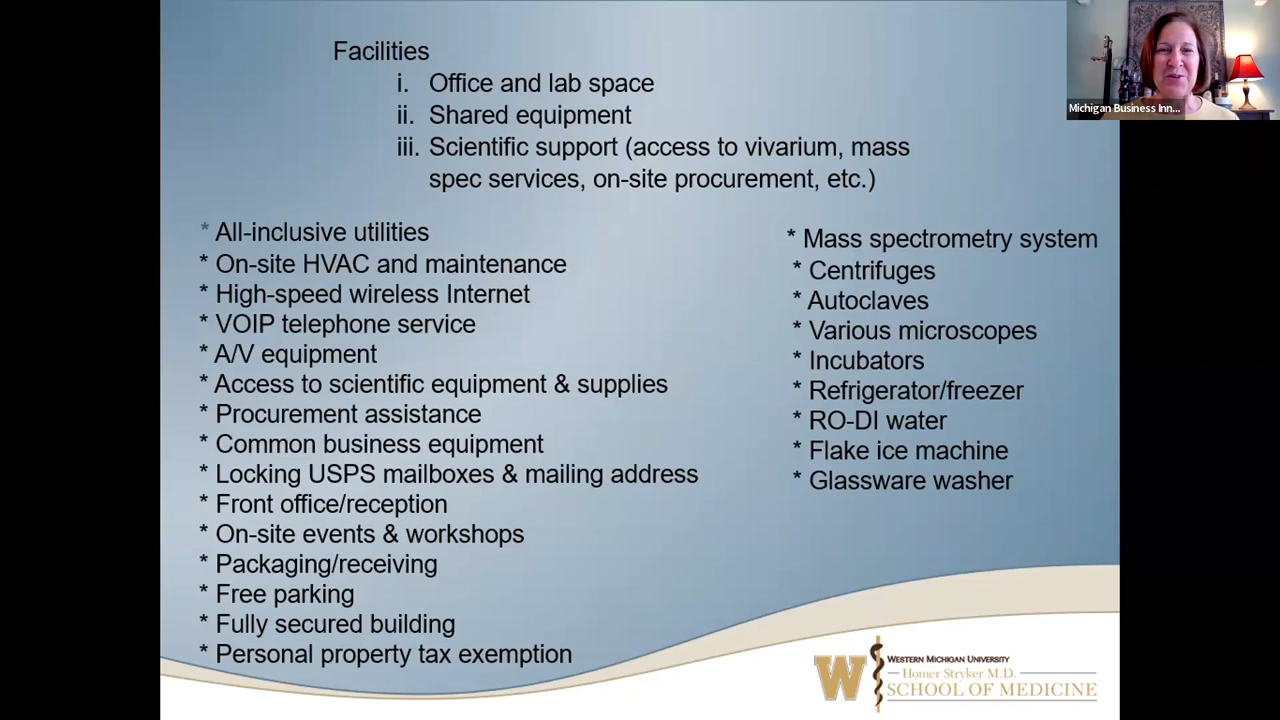 Facilities
i. Office and lab space
ii. Shared equipment
iii. Scientific support (access to vivarium, mass
spec services, on-site procurement, etc.)
* All-inclusive utilities
* On-site HVAC and maintenance
* High-speed wireless Internet
* VOIP telephone service
* A/V equipment
* Access to scientific equipment & supplies
* Procurement assistance
* Common business equipment
* Locking USPS mailboxes & mailing address
* Front office/reception
* On-site events & workshops
* Packaging/receiving
* Free parking
* Fully secured building
* Personal property tax exemption
* Mass spectrometry system
* Centrifuges
* Autoclaves
* Various microscopes
* Incubators
* Refrigerator/freezer
* RO-DI water
* Flake ice machine
* Glassware washer
Michigan Business Inn...
W
WESTERN MICHIGAN UNIVERSITY
Homer Stryker M.D.
SCHOOL OF MEDICINE